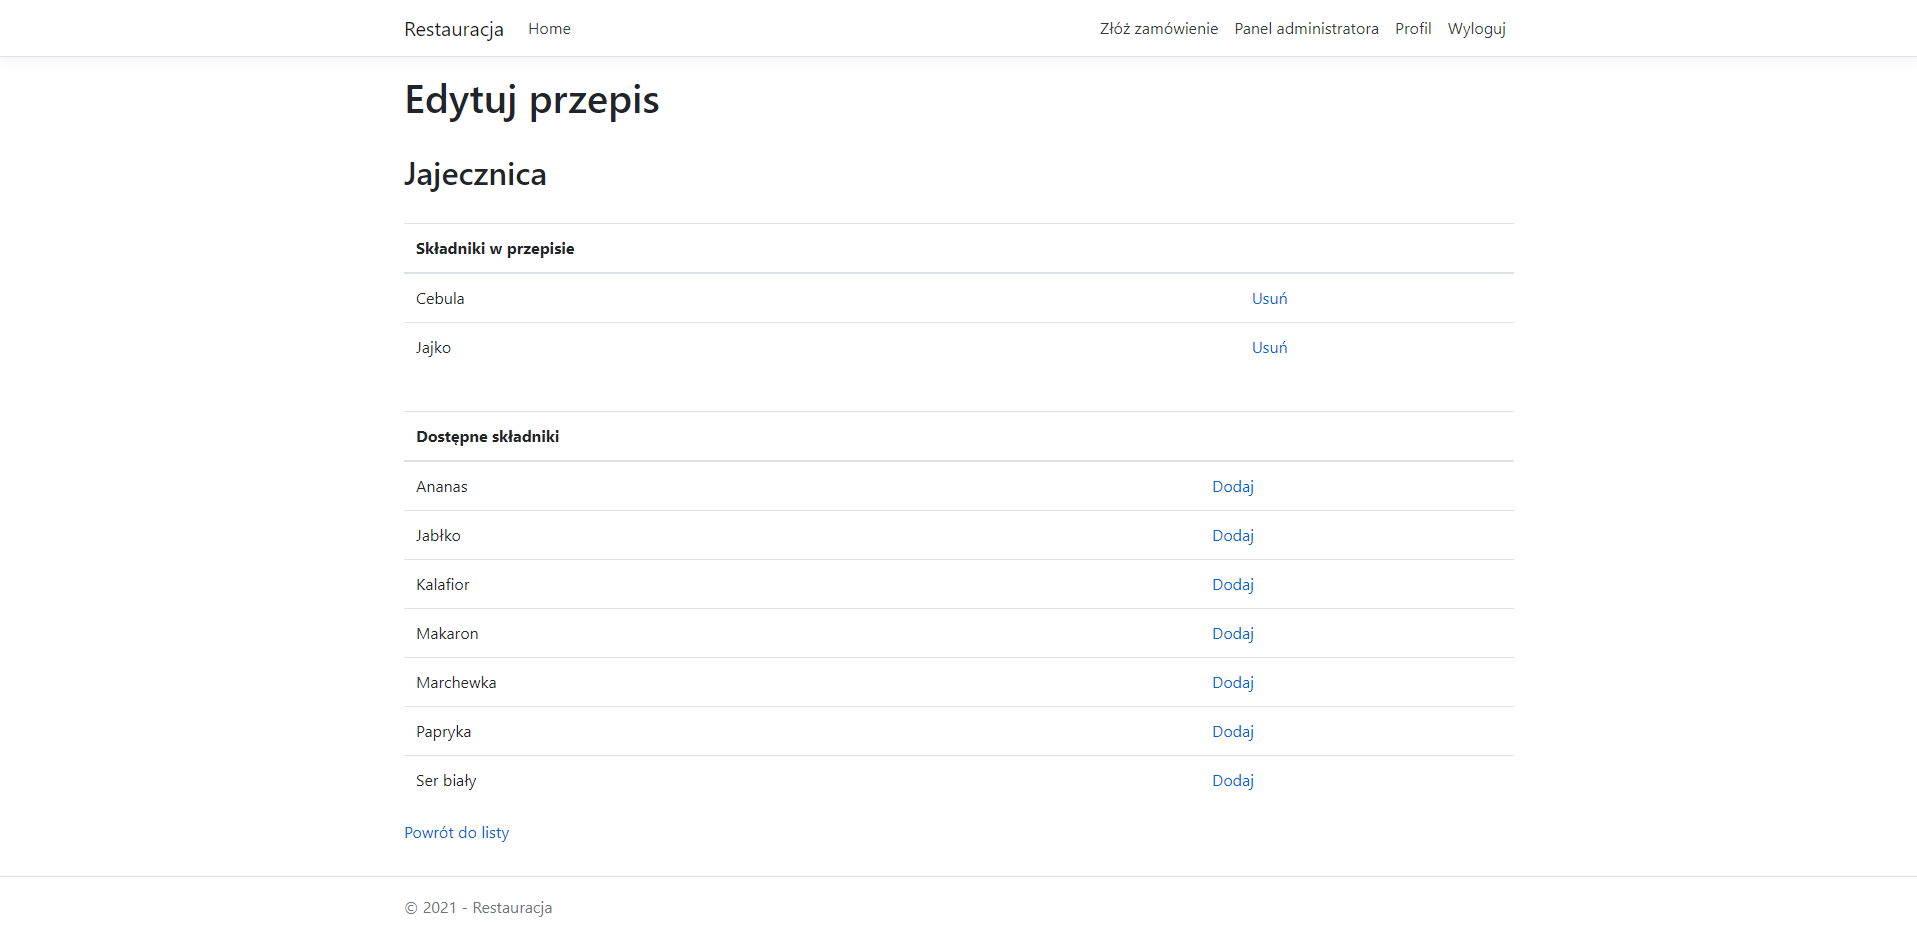 Restauracja Home Złóż zamówienie Panel administratora Profil Wyloguj
Edytuj przepis
Jajecznica
Składniki w przepisie
Cebula Usuń
Jajko Usuń
Dostępne składniki
Ananas Dodaj
Jabłko Dodaj
Kalafior Dodaj
Makaron Dodaj
Marchewka Dodaj
Papryka Dodaj
Ser biały Dodaj
Powrót do listy
© 2021 - Restauracja